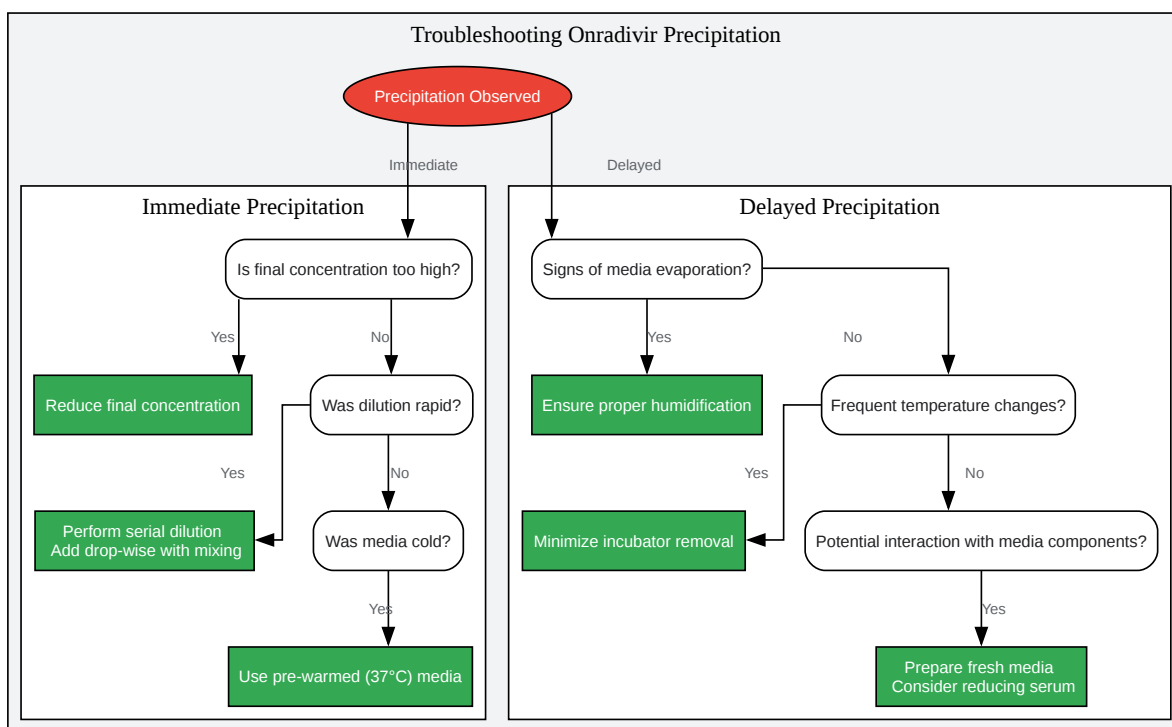 Troubleshooting Onradivir Precipitation
Precipitation Observed
Immediate
Delayed
Immediate Precipitation
Is final concentration too high?
Yes
No
Reduce final concentration
Was dilution rapid?
Yes
No
Perform serial dilution
Add drop-wise with mixing
Was media cold?
Yes
Use pre-warmed (37°C) media
Delayed Precipitation
Signs of media evaporation?
Yes
No
Ensure proper humidification
Frequent temperature changes?
Yes
No
Minimize incubator removal
Potential interaction with media components?
Yes
Prepare fresh media
Consider reducing serum